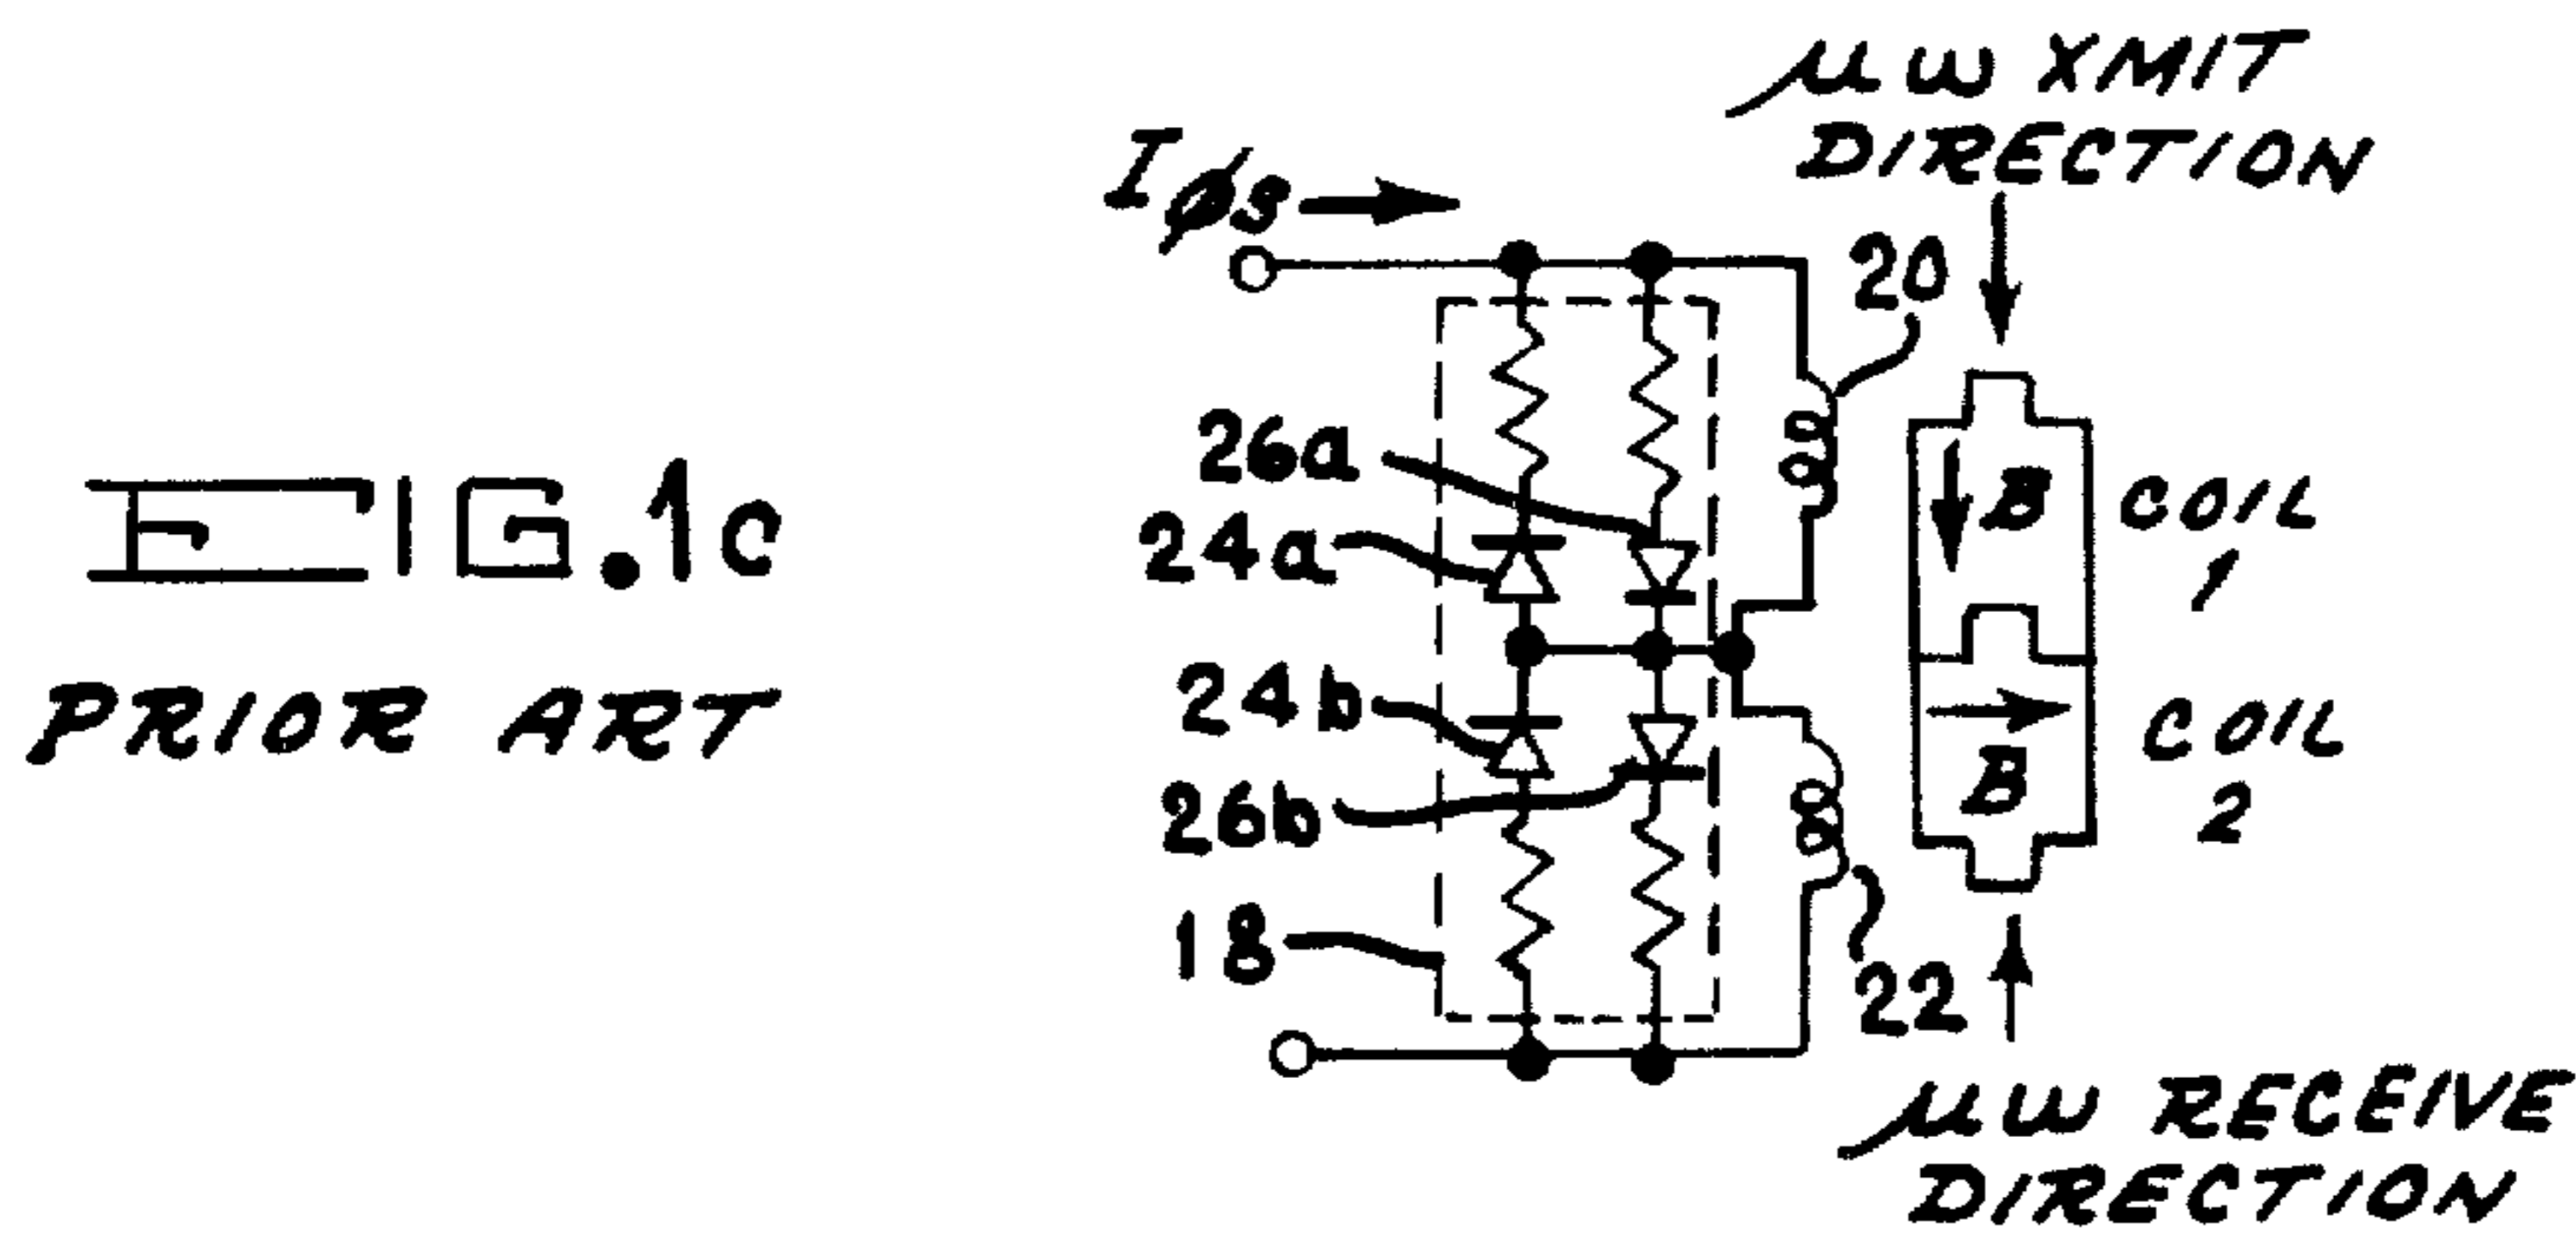 μW XMIT
DIRECTION
IφS
20
26a
24a
B
COIL
1
FIG.1c
PRIOR ART
24b
26b
B
COIL
2
18
22
μW RECEIVE
DIRECTION